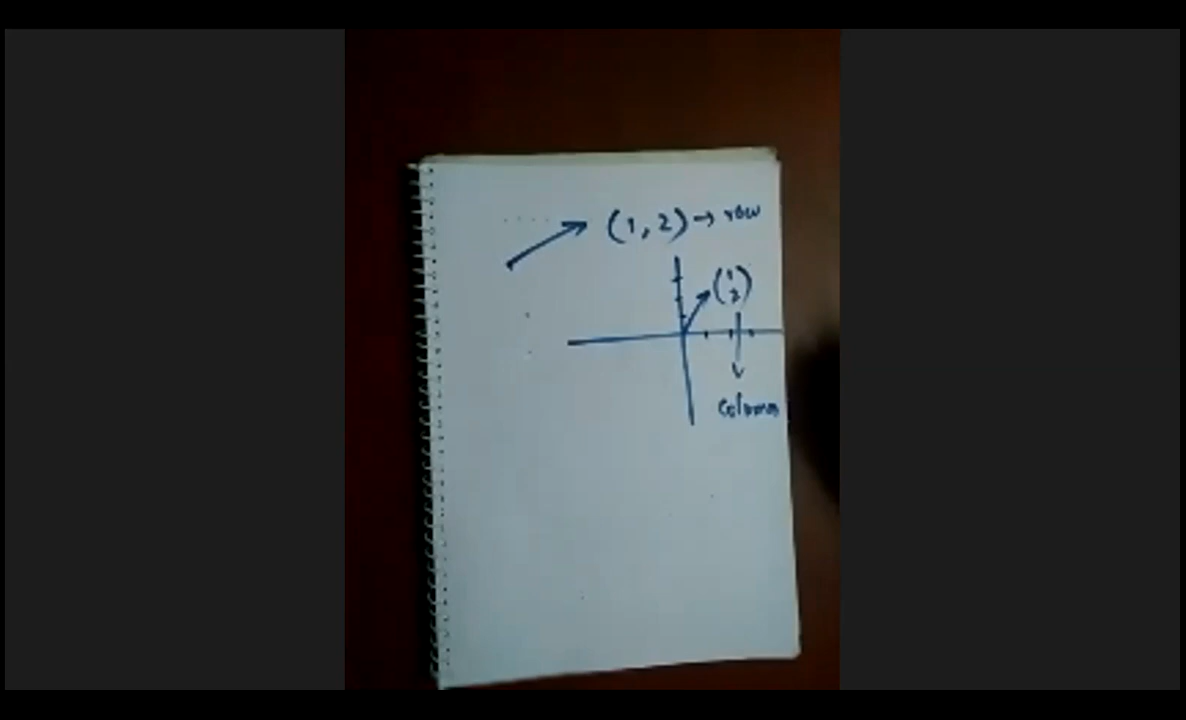 (1, 2) → row
(1
2)
column